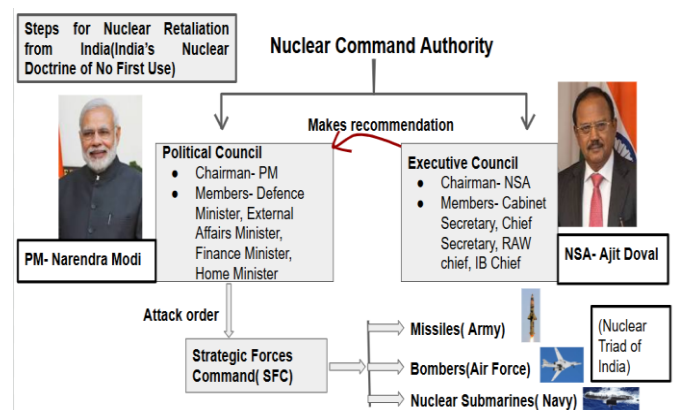 Steps for Nuclear Retaliation
from India(India's Nuclear
Doctrine of No First Use)
Nuclear Command Authority
Makes recommendation
Political Council
● Chairman- PM
● Members- Defence
Minister, External
Affairs Minister,
Finance Minister,
Home Minister
Executive Council
● Chairman- NSA
● Members- Cabinet
Secretary, Chief
Secretary, RAW
chief, IB Chief
PM- Narendra Modi
NSA- Ajit Doval
Attack order
Strategic Forces
Command( SFC)
Missiles( Army)
Bombers(Air Force)
Nuclear Submarines( Navy)
(Nuclear
Triad of
India)